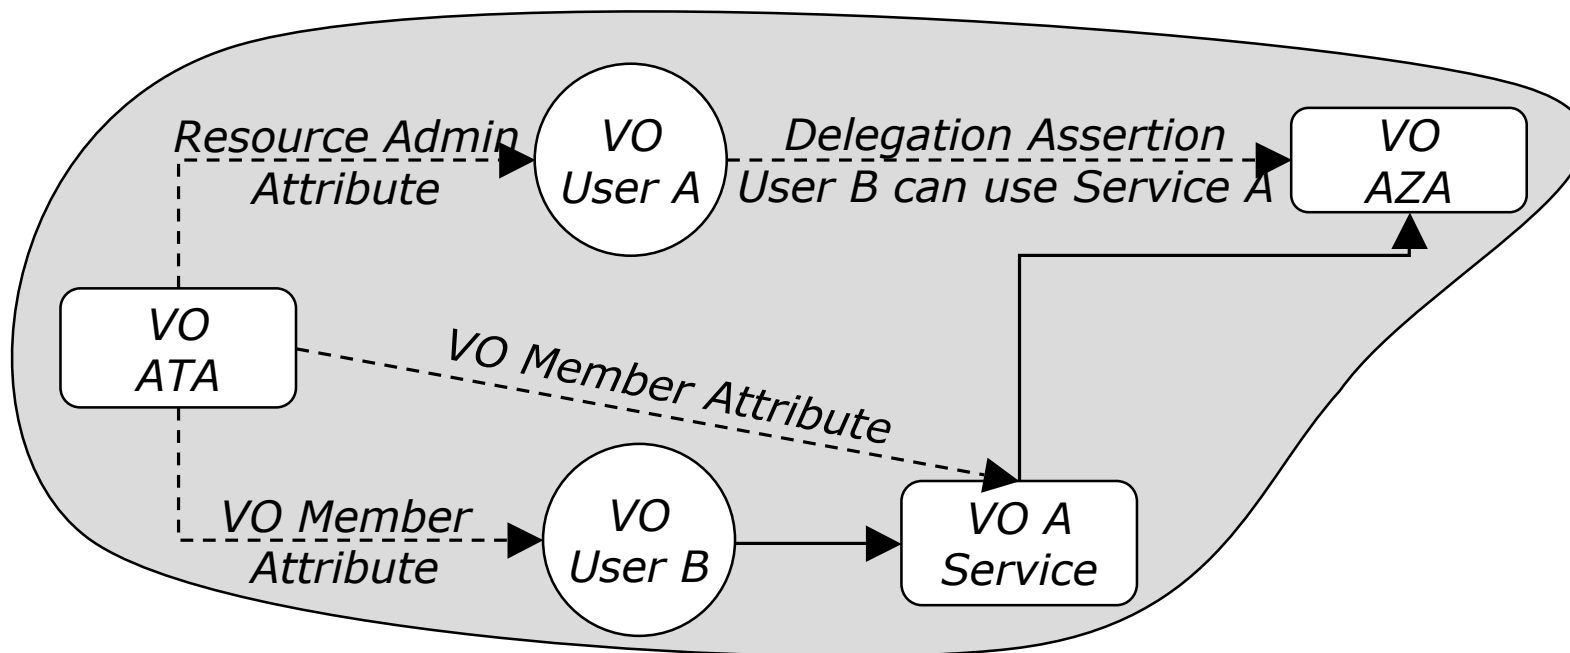 Resource Admin
Attribute
VO
User A
Delegation Assertion
User B can use Service A
VO
AZA
VO
ATA
VO Member Attribute
VO Member
Attribute
VO
User B
VO A
Service